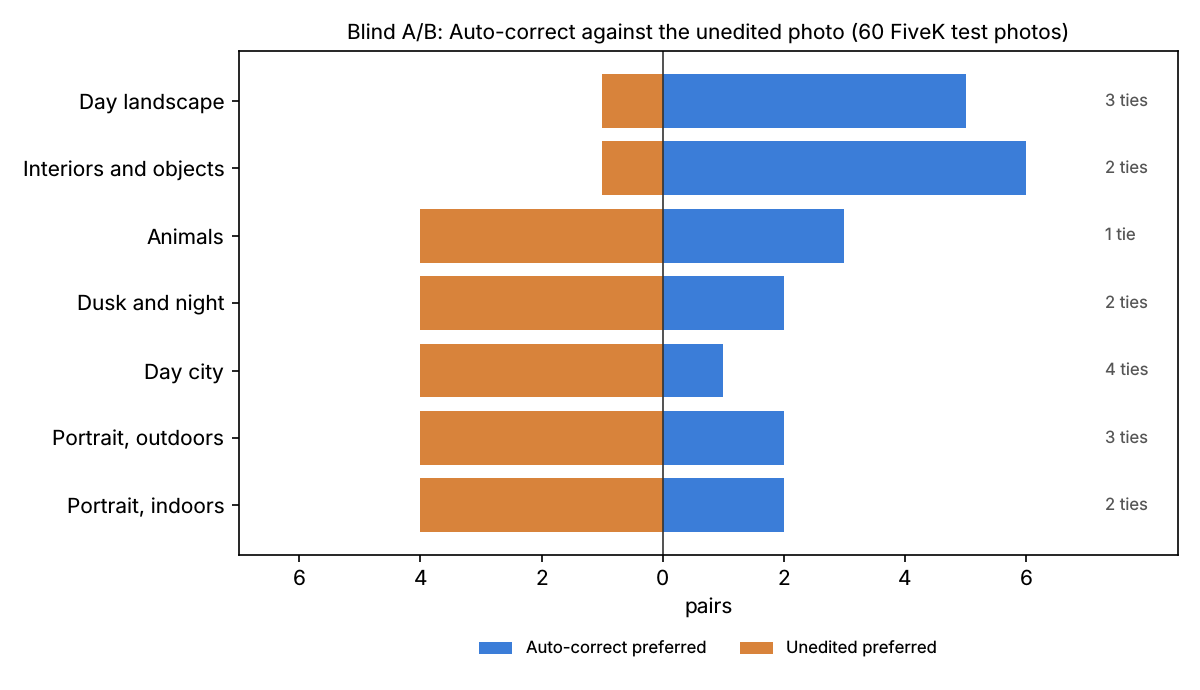 Blind A/B: Auto-correct against the unedited photo (60 FiveK test photos)
Day landscape
3 ties
Interiors and objects
2 ties
Animals
1 tie
Dusk and night
2 ties
Day city
4 ties
Portrait, outdoors
3 ties
Portrait, indoors
2 ties
6 4 2 0 2 4 6
pairs
Auto-correct preferred
Unedited preferred